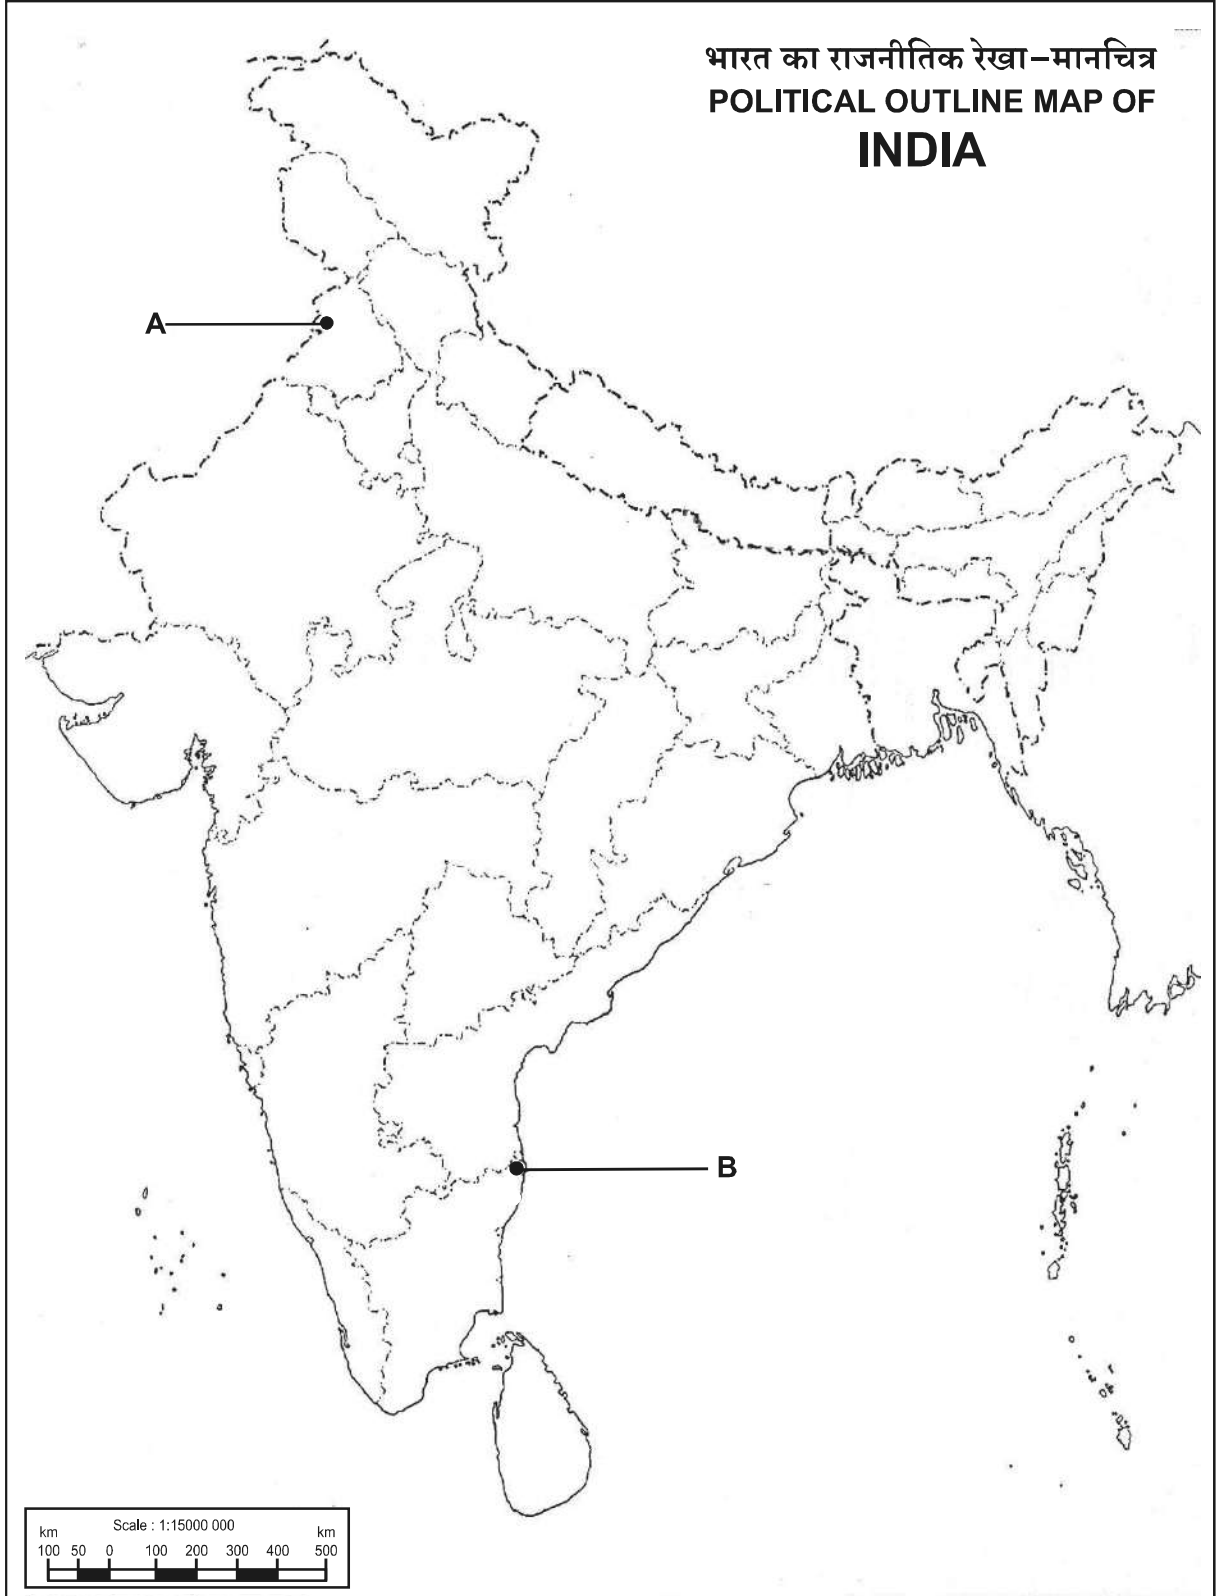 भारत का राजनीतिक रेखा–मानचित्र
POLITICAL OUTLINE MAP OF
INDIA
A
B
Scale : 1:15000 000
km km
100 50 0 100 200 300 400 500